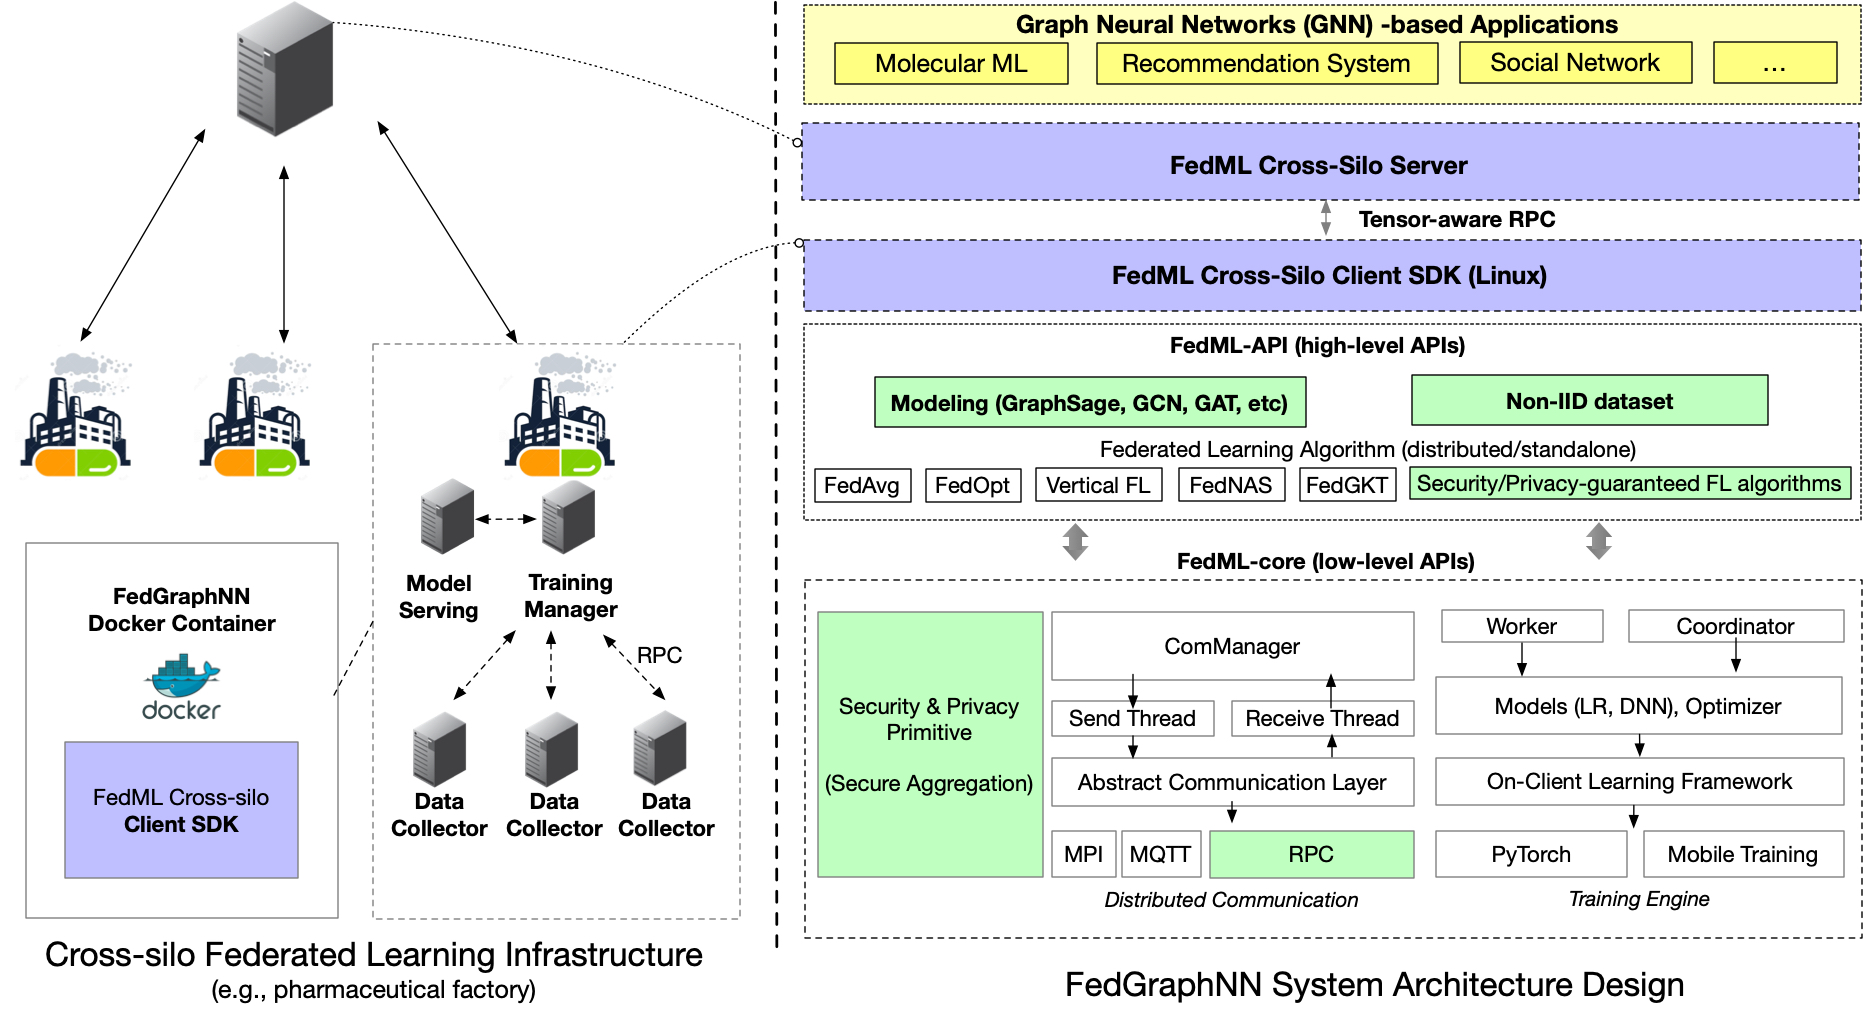 FedGraphNN
Docker Container
docker
FedML Cross-silo
Client SDK
Model
Serving
Training
Manager
RPC
Data
Collector
Data
Collector
Data
Collector
Cross-silo Federated Learning Infrastructure
(e.g., pharmaceutical factory)
Graph Neural Networks (GNN) -based Applications
Molecular ML
Recommendation System
Social Network
...
FedML Cross-Silo Server
Tensor-aware RPC
FedML Cross-Silo Client SDK (Linux)
FedML-API (high-level APIs)
Modeling (GraphSage, GCN, GAT, etc)
Non-IID dataset
Federated Learning Algorithm (distributed/standalone)
FedAvg
FedOpt
Vertical FL
FedNAS
FedGKT
Security/Privacy-guaranteed FL algorithms
FedML-core (low-level APIs)
Security & Privacy
Primitive
(Secure Aggregation)
ComManager
Send Thread
Receive Thread
Abstract Communication Layer
MPI
MQTT
RPC
Distributed Communication
Worker
Coordinator
Models (LR, DNN), Optimizer
On-Client Learning Framework
PyTorch
Mobile Training
Training Engine
FedGraphNN System Architecture Design